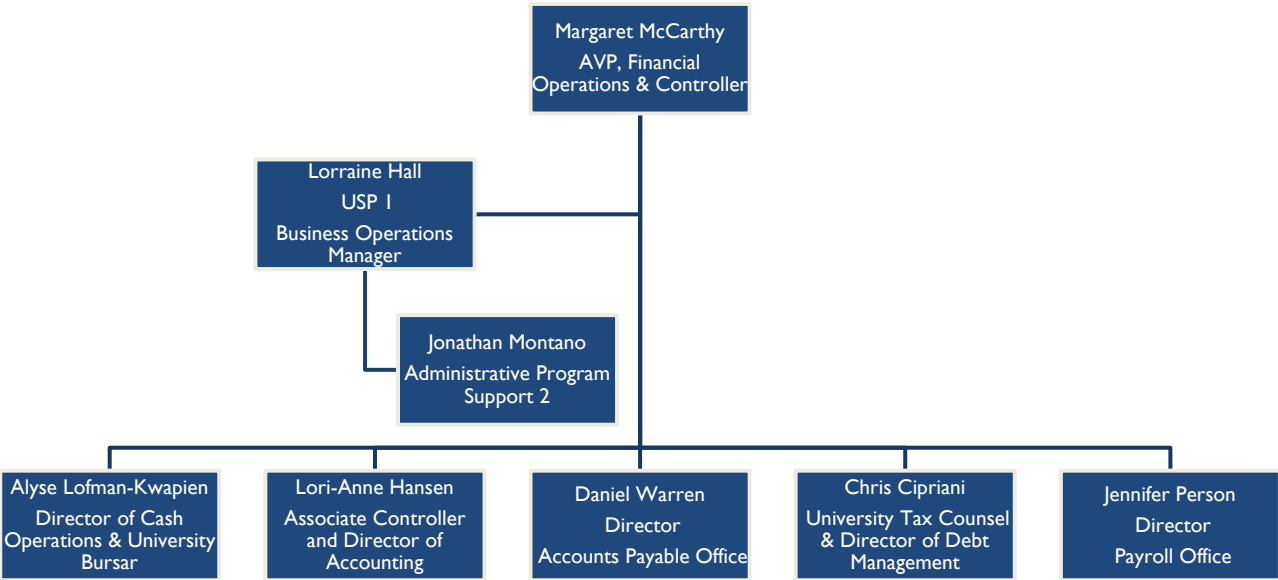 Margaret McCarthy
AVP, Financial
Operations & Controller
Lorraine Hall
USP 1
Business Operations
Manager
Jonathan Montano
Administrative Program
Support 2
Alyse Lofman-Kwapien
Director of Cash
Operations & University
Bursar
Lori-Anne Hansen
Associate Controller
and Director of
Accounting
Daniel Warren
Director
Accounts Payable Office
Chris Cipriani
University Tax Counsel
& Director of Debt
Management
Jennifer Person
Director
Payroll Office